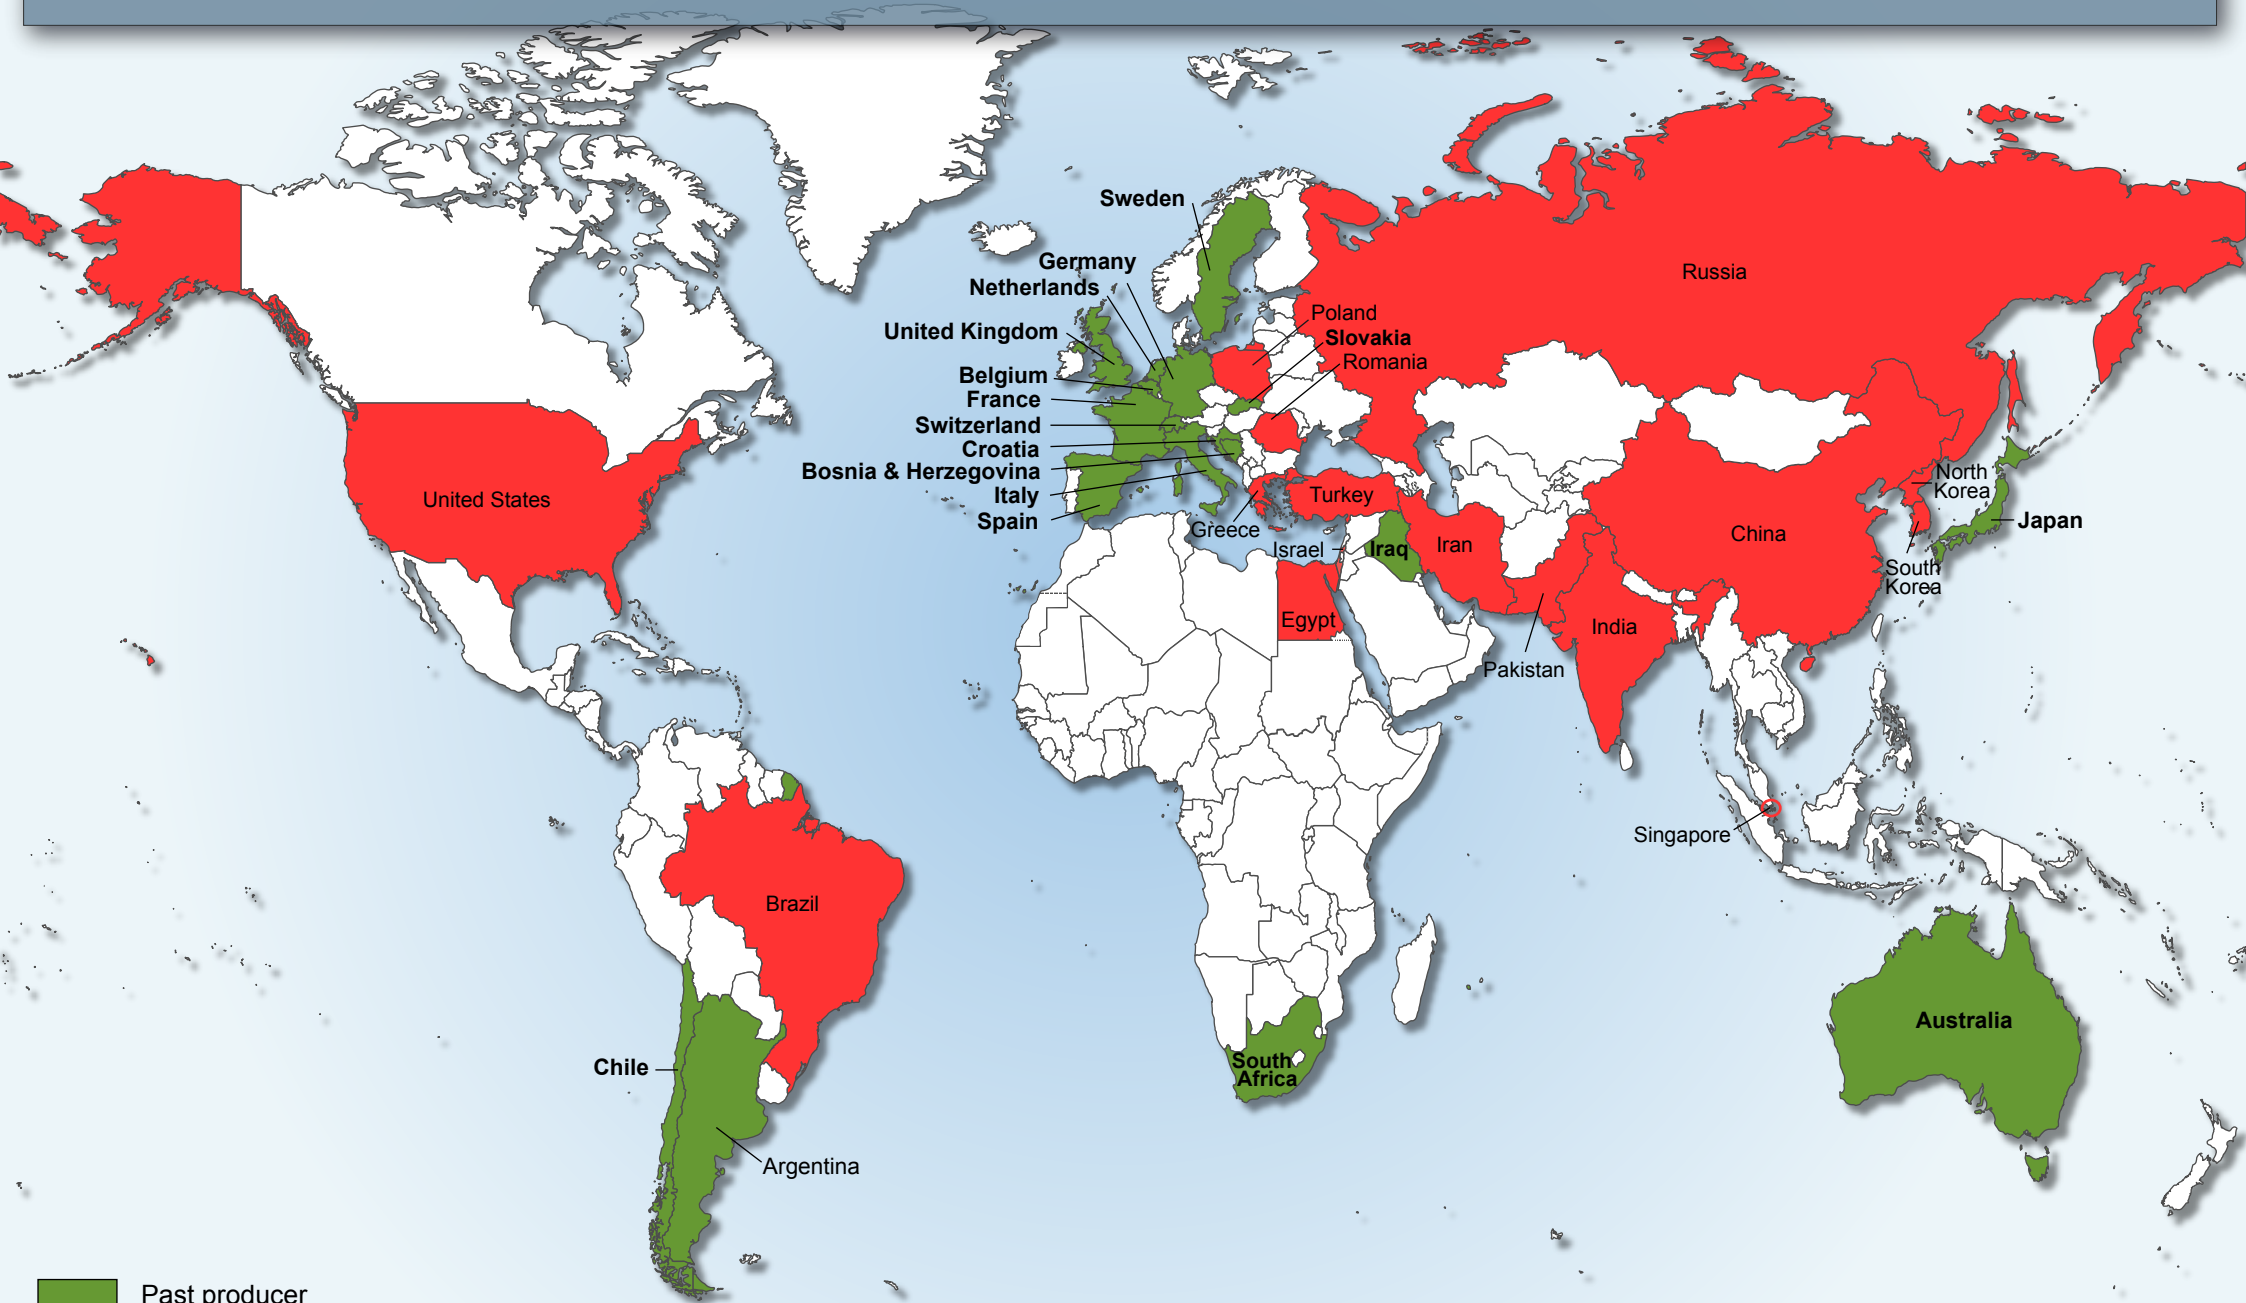 Sweden
Germany
Netherlands
United Kingdom
Belgium
France
Switzerland
Croatia
Bosnia & Herzegovina
Italy
Spain
Poland
Slovakia
Romania
Russia
United States
Turkey
Greece
Israel
Iraq
Iran
Egypt
Pakistan
India
China
North
Korea
South
Korea
Japan
Singapore
Brazil
Chile
Argentina
South
Africa
Australia
Past producer